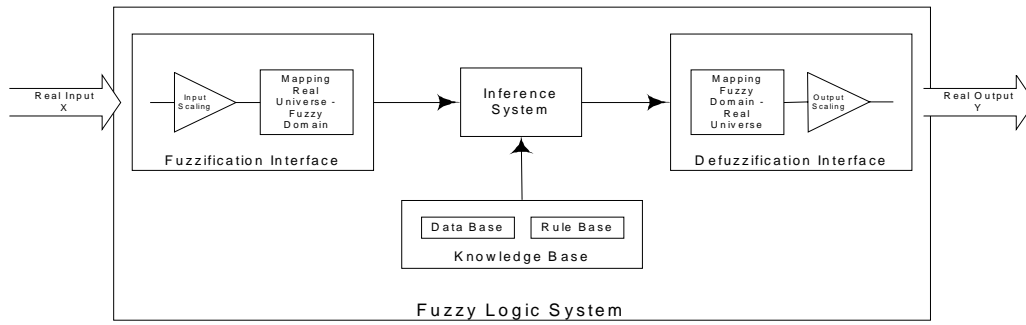 Real Input
X
Input
Scaling
Mapping
Real
Universe -
Fuzzy
Domain
Fuzzification Interface
Inference
System
Mapping
Fuzzy
Domain -
Real
Universe
Output
Scaling
Defuzzification Interface
Real Output
Y
Data Base
Rule Base
Knowledge Base
Fuzzy Logic System